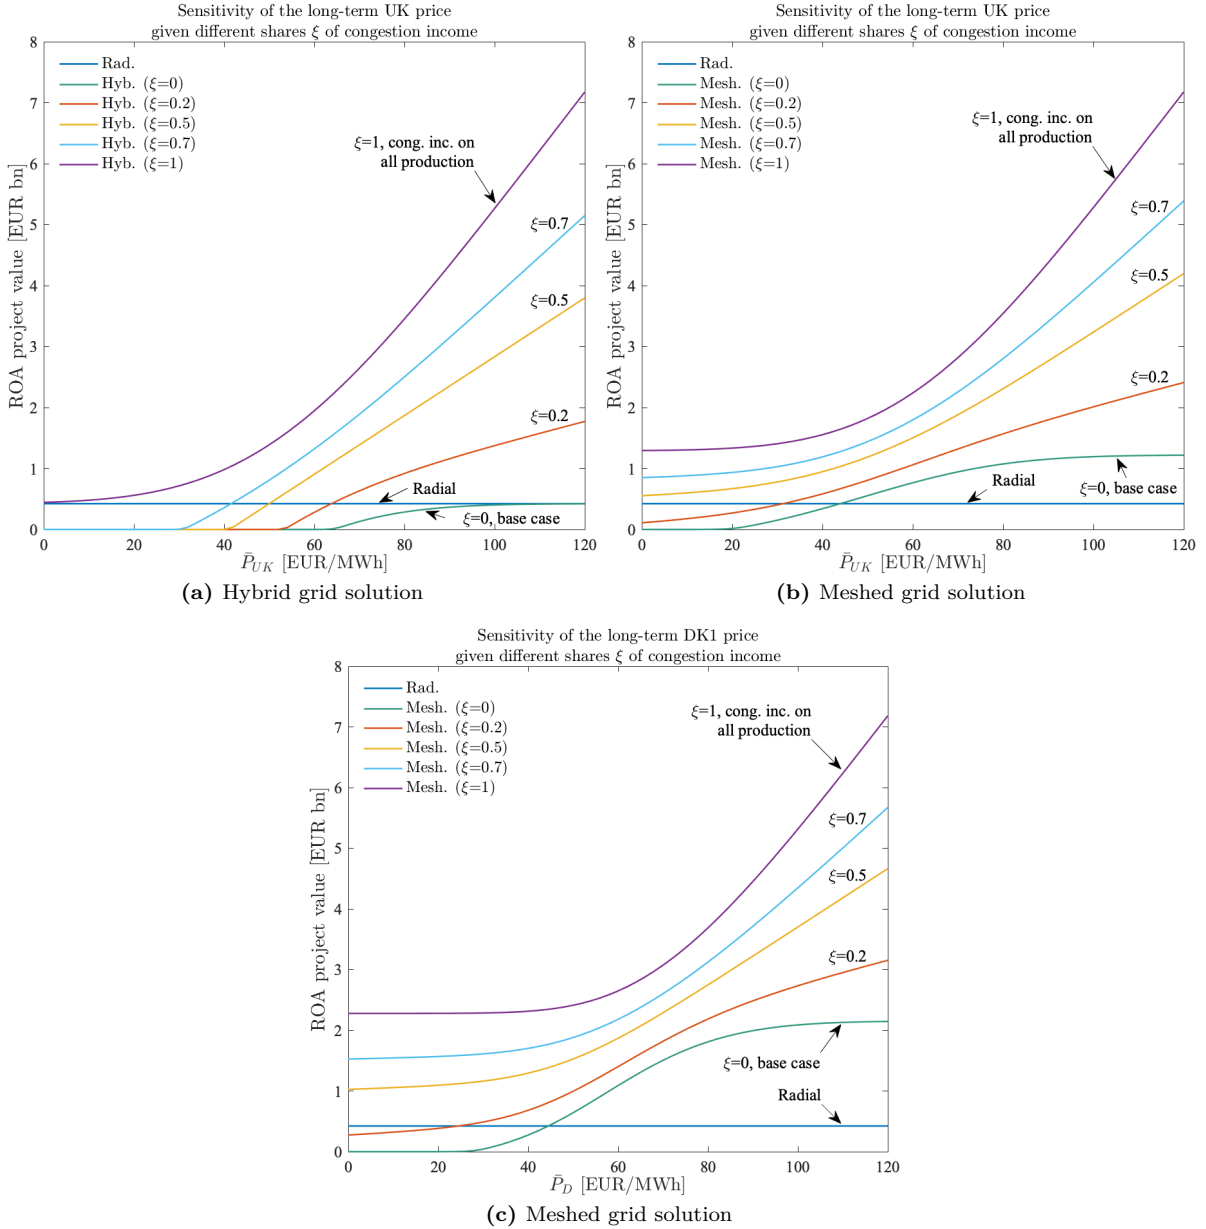 Sensitivity of the long-term UK price
given different shares ξ of congestion income
8
7
6
5
4
3
2
1
0
ROA project value [EUR bn]
Rad.
Hyb. (ξ=0)
Hyb. (ξ=0.2)
Hyb. (ξ=0.5)
Hyb. (ξ=0.7)
Hyb. (ξ=1)
ξ=1, cong. inc. on
all production
ξ=0.7
ξ=0.5
ξ=0.2
Radial
ξ=0, base case
0 20 40 60 80 100 120
P̄_UK [EUR/MWh]
(a) Hybrid grid solution
Sensitivity of the long-term UK price
given different shares ξ of congestion income
8
7
6
5
4
3
2
1
0
ROA project value [EUR bn]
Rad.
Mesh. (ξ=0)
Mesh. (ξ=0.2)
Mesh. (ξ=0.5)
Mesh. (ξ=0.7)
Mesh. (ξ=1)
ξ=1, cong. inc. on
all production
ξ=0.7
ξ=0.5
ξ=0.2
Radial
ξ=0, base case
0 20 40 60 80 100 120
P̄_UK [EUR/MWh]
(b) Meshed grid solution
Sensitivity of the long-term DK1 price
given different shares ξ of congestion income
8
7
6
5
4
3
2
1
0
ROA project value [EUR bn]
Rad.
Mesh. (ξ=0)
Mesh. (ξ=0.2)
Mesh. (ξ=0.5)
Mesh. (ξ=0.7)
Mesh. (ξ=1)
ξ=1, cong. inc. on
all production
ξ=0.7
ξ=0.5
ξ=0.2
ξ=0, base case
Radial
0 20 40 60 80 100 120
P̄_D [EUR/MWh]
(c) Meshed grid solution